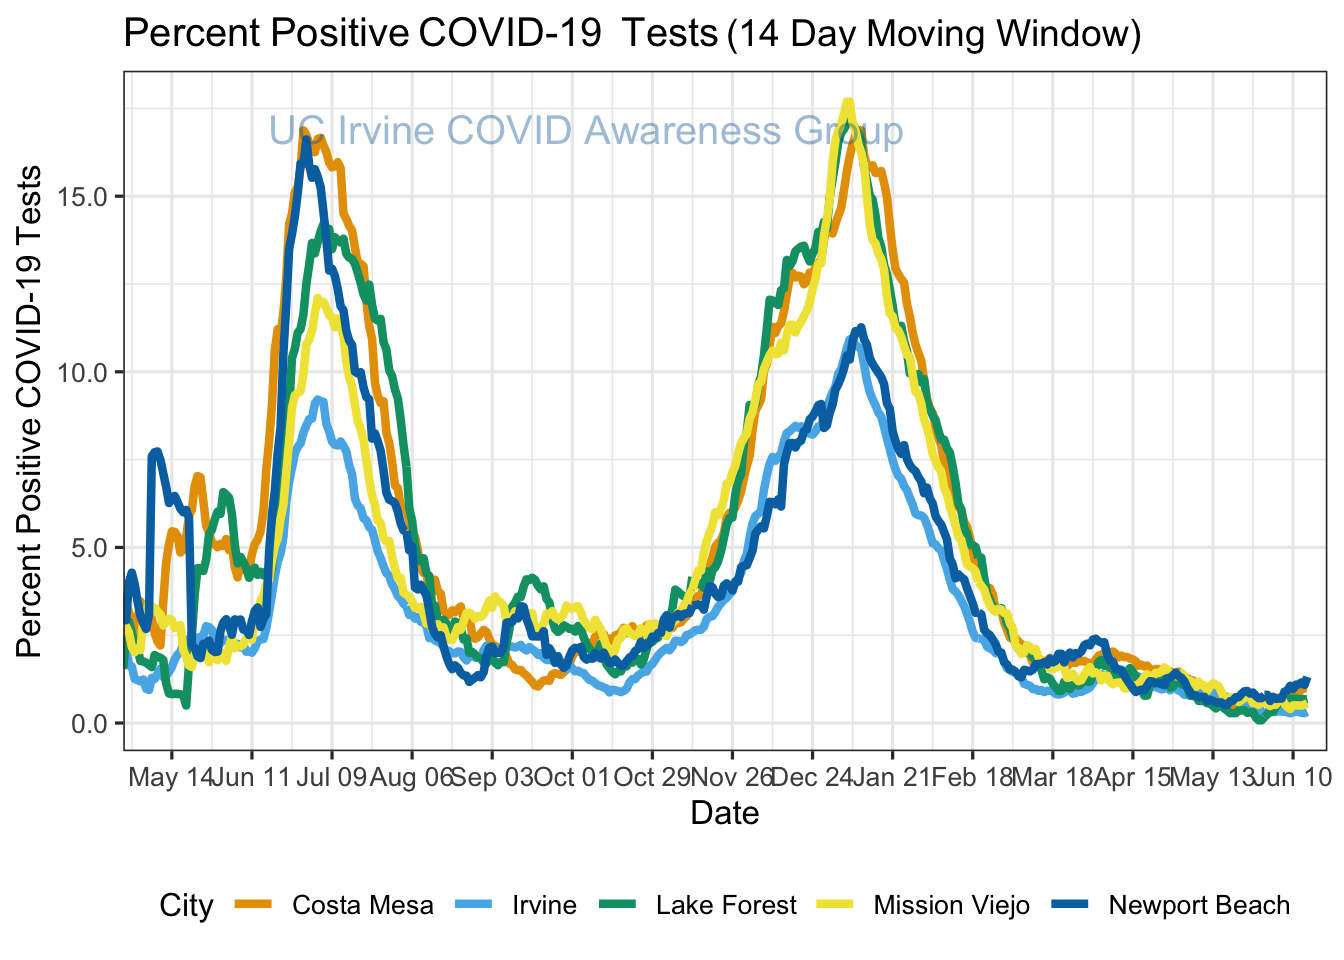 Percent Positive COVID-19  Tests (14 Day Moving Window)
UC Irvine COVID Awareness Group
Percent Positive COVID-19 Tests
15.0
10.0
5.0
0.0
May 14 Jun 11 Jul 09 Aug 06 Sep 03 Oct 01 Oct 29 Nov 26 Dec 24 Jan 21 Feb 18 Mar 18 Apr 15 May 13 Jun 10
Date
City Costa Mesa Irvine Lake Forest Mission Viejo Newport Beach